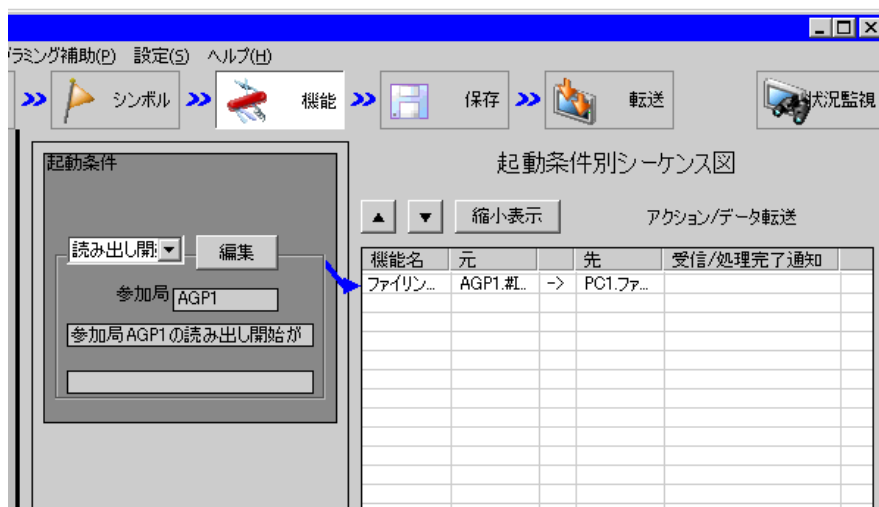 グラミング補助(P) 設定(S) ヘルプ(H)
シンボル 機能 保存 転送 状況監視
起動条件
起動条件別シーケンス図
縮小表示 アクション/データ転送
読み出し開 編集
機能名 元 先 受信/処理完了通知
ファイリン... AGP1.#I... -> PC1.ファ...
参加局 AGP1
参加局AGP1の読み出し開始が